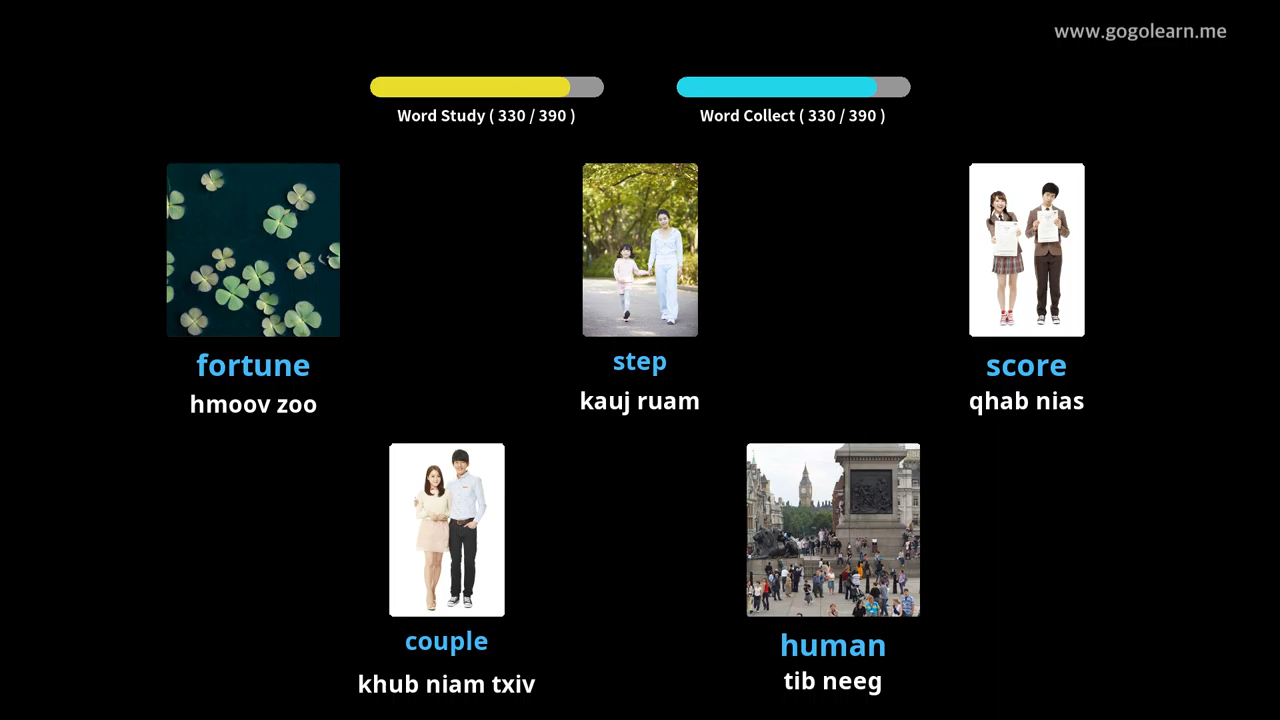 www.gogolearn.me
Word Study ( 330 / 390 )
Word Collect ( 330 / 390 )
fortune
hmoov zoo
step
kauj ruam
score
qhab nias
couple
khub niam txiv
human
tib neeg